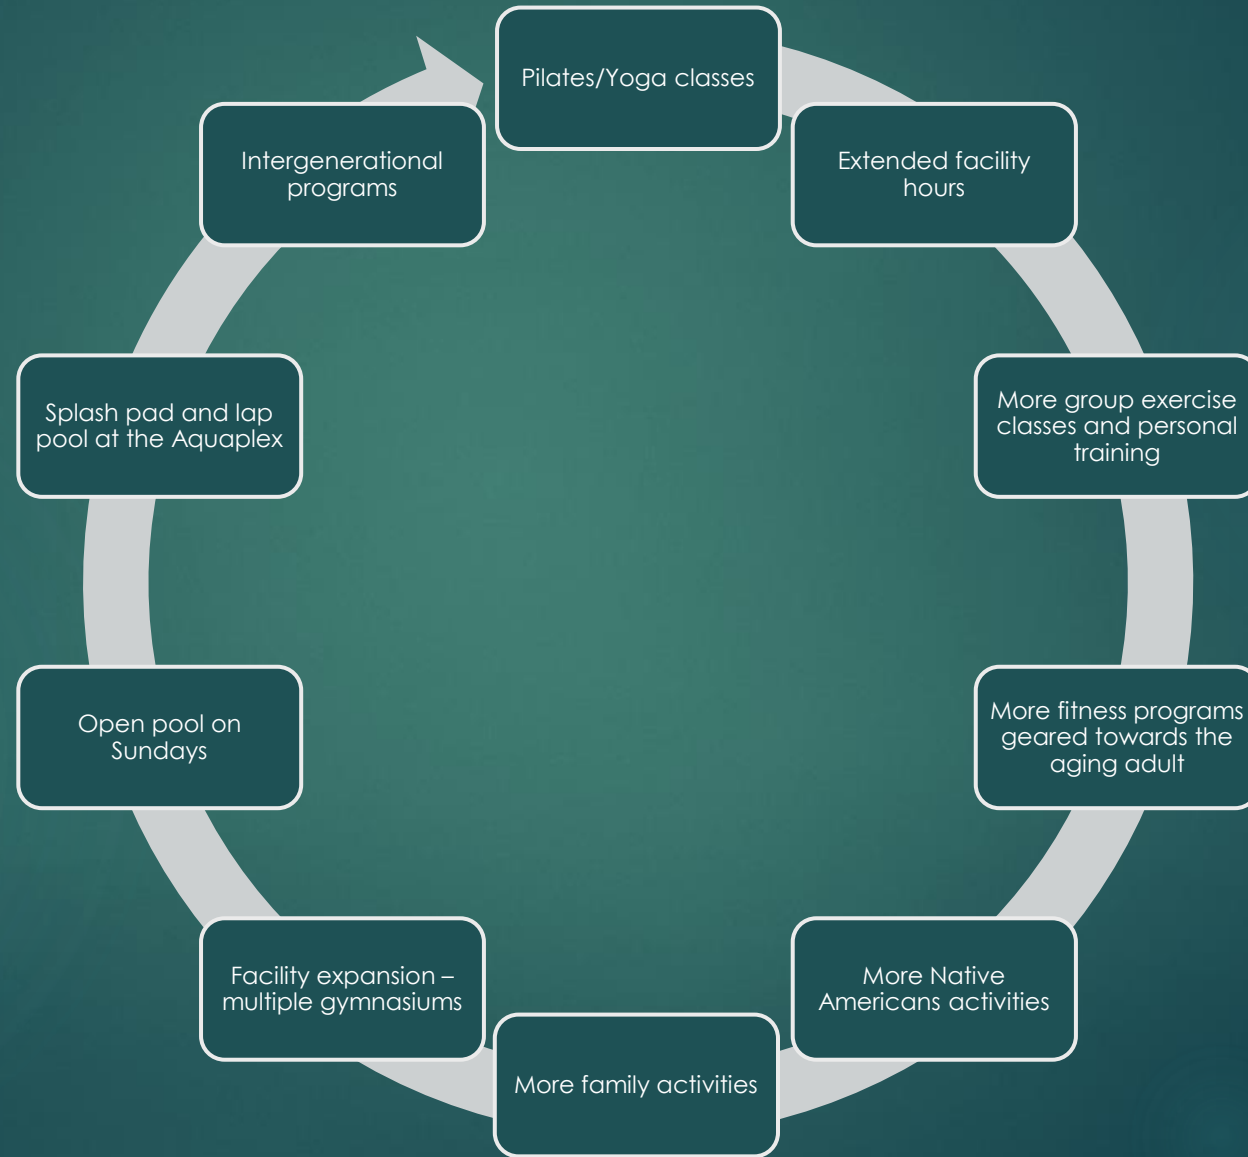 Pilates/Yoga classes
Extended facility
hours
More group exercise
classes and personal
training
More fitness programs
geared towards the
aging adult
More Native
Americans activities
More family activities
Facility expansion –
multiple gymnasiums
Open pool on
Sundays
Splash pad and lap
pool at the Aquaplex
Intergenerational
programs